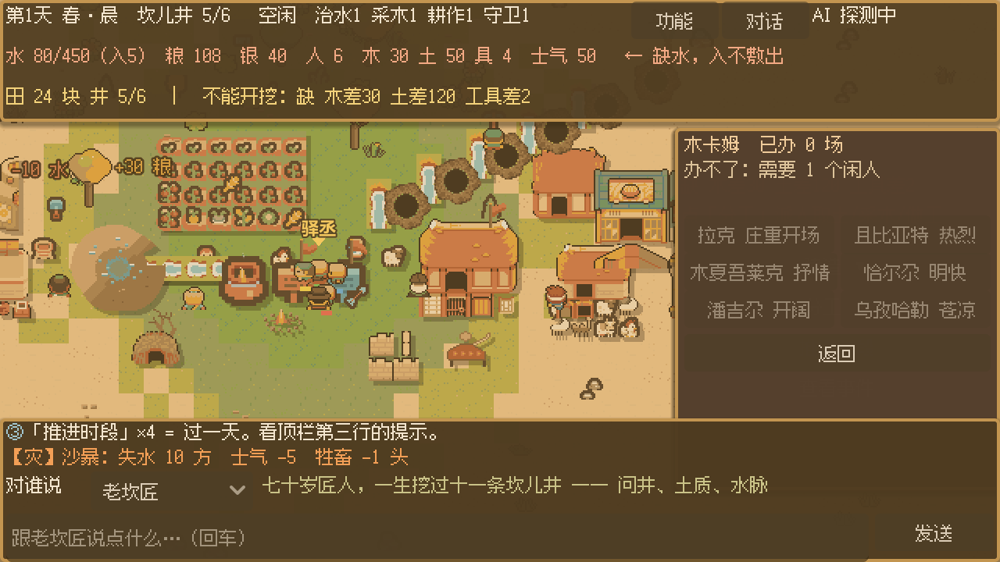 第1天 春·晨 坎儿井 5/6 空闲 治水1 采木1 耕作1 守卫1
功能
对话
AI 探测中
水 80/450 (入5) 粮 108 银 40 人 6 木 30 土 50 具 4 士气 50 ← 缺水，入不敷出
田 24 块 井 5/6 | 不能开挖：缺 木差30 土差120 工具差2
-10 水
+30 粮
驿丞
木卡姆 已办 0 场
办不了：需要 1 个闲人
拉克 庄重开场
且比亚特 热烈
木夏吾莱克 抒情
恰尔尕 明快
潘吉尕 开阔
乌孜哈勒 苍凉
返回
③「推进时段」×4 = 过一天。看顶栏第三行的提示。
【灾】沙暴：失水 10 方 士气 -5 牲畜 -1 头
对谁说
老坎匠
七十岁匠人，一生挖过十一条坎儿井 —— 问井、土质、水脉
跟老坎匠说点什么…（回车）
发送